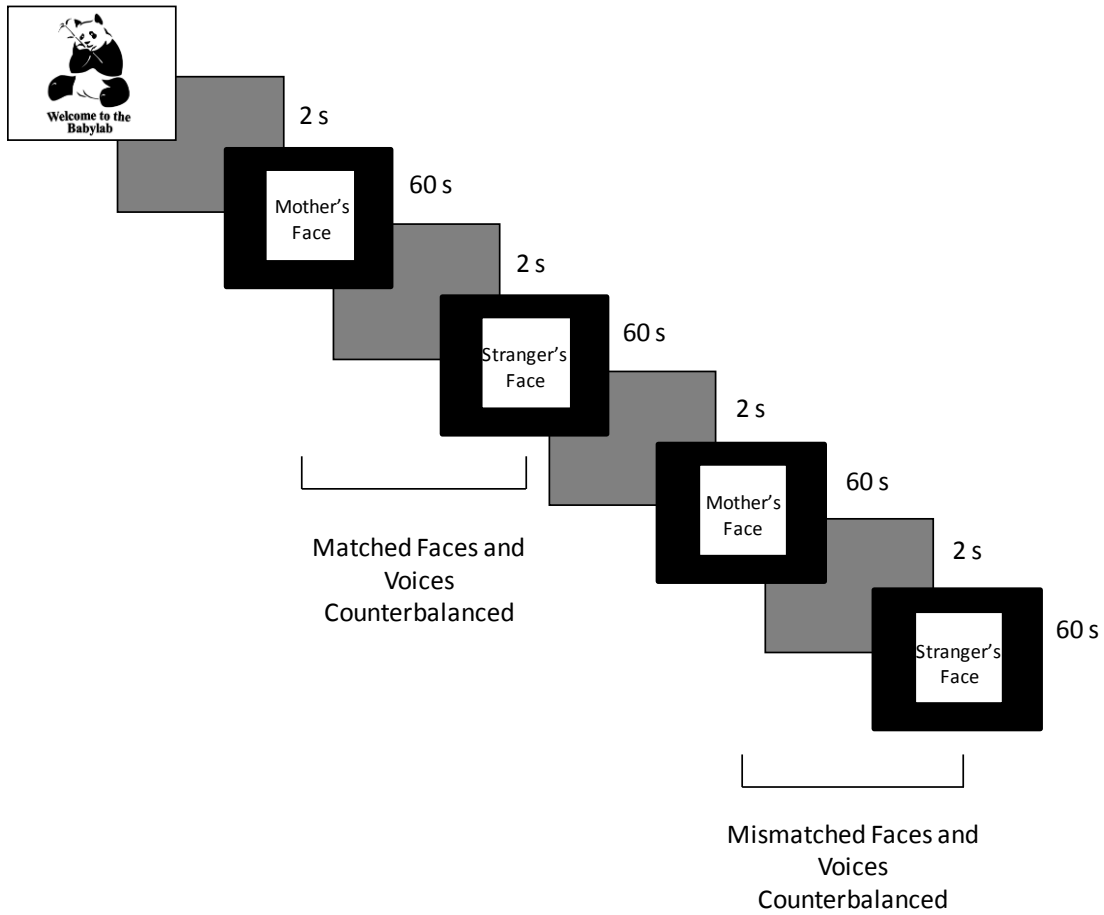 Welcome to the
Babylab
2 s
Mother's
Face
60 s
2 s
Stranger's
Face
60 s
2 s
Mother's
Face
60 s
2 s
Stranger's
Face
60 s
Matched Faces and
Voices
Counterbalanced
Mismatched Faces and
Voices
Counterbalanced